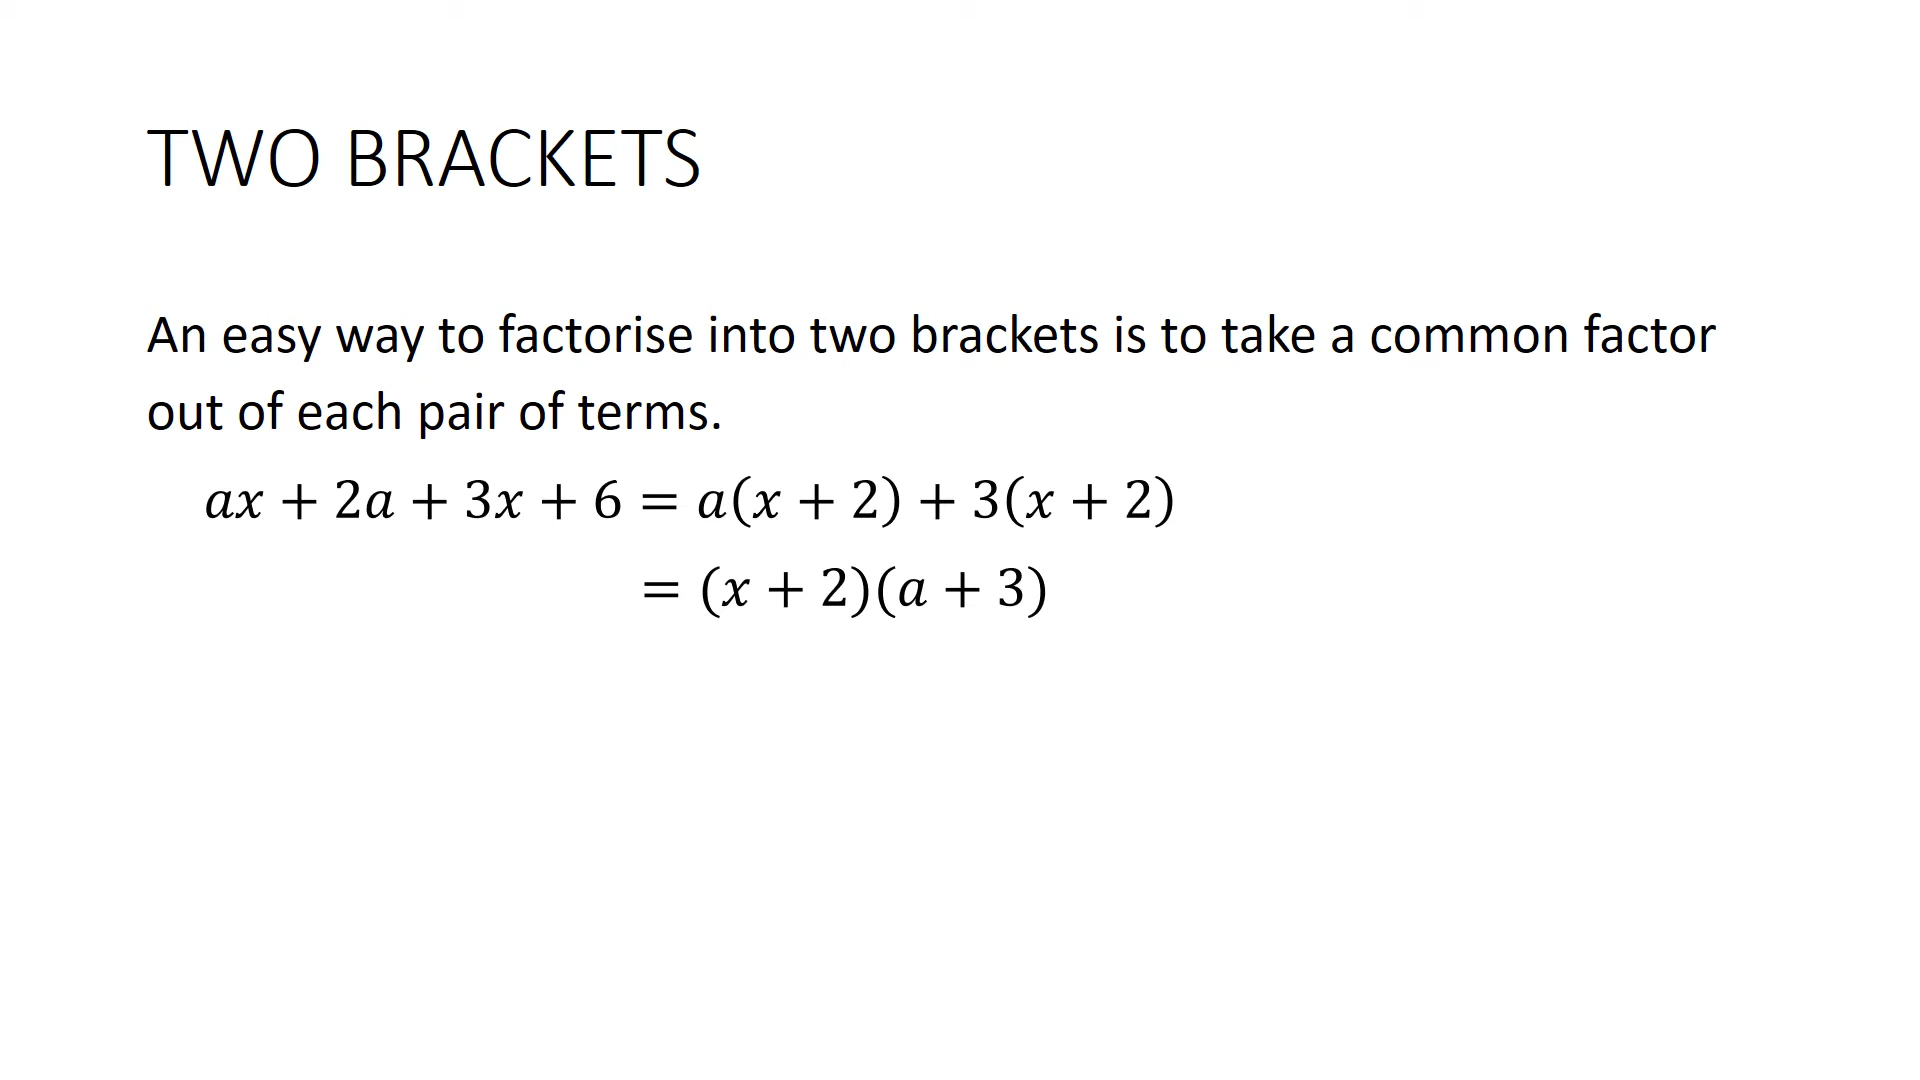 TWO BRACKETS
An easy way to factorise into two brackets is to take a common factor
out of each pair of terms.
ax + 2a + 3x + 6 = a(x + 2) + 3(x + 2)
= (x + 2)(a + 3)